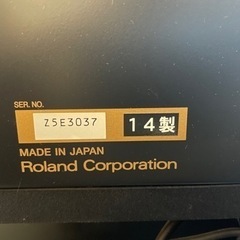 SER. NO.
Z5E3037 14製
MADE IN JAPAN
Roland Corporation